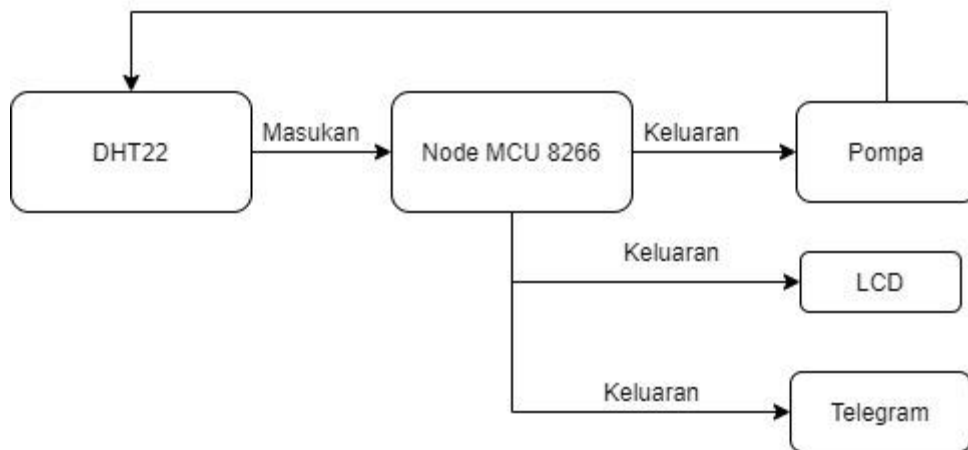 DHT22
Masukan
Node MCU 8266
Keluaran
Pompa
Keluaran
LCD
Keluaran
Telegram